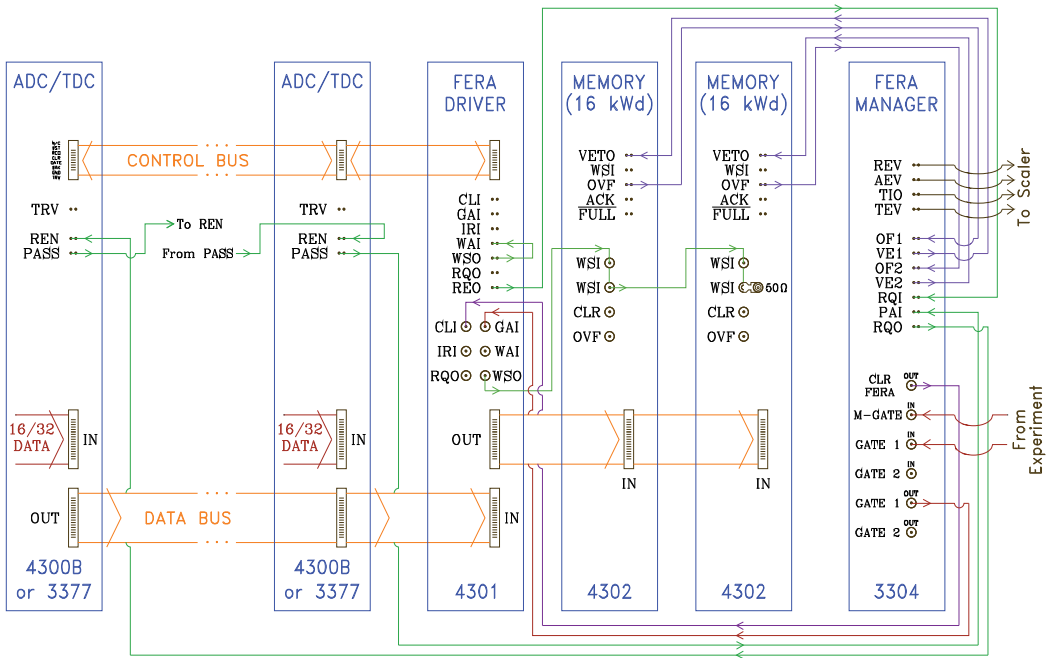 ADC/TDC
CONTROL BUS
TRV
REN
PASS
To REN
From PASS
16/32
DATA
IN
OUT
DATA BUS
4300B
or 3377
ADC/TDC
TRV
REN
PASS
16/32
DATA
IN
4300B
or 3377
FERA
DRIVER
CLI
GAI
IRI
WAI
WSO
RQO
REO
CLI
GAI
IRI
WAI
RQO
WSO
OUT
IN
4301
MEMORY
(16 kWd)
VETO
WSI
OVF
ACK
FULL
WSI
WSI
CLR
OVF
IN
4302
MEMORY
(16 kWd)
VETO
WSI
OVF
ACK
FULL
WSI
WSI
50Ω
CLR
OVF
IN
4302
FERA
MANAGER
REV
AEV
TIO
TEV
OF1
VE1
OF2
VE2
RQI
PAI
RQO
CLR
FERA
OUT
M-GATE
IN
GATE 1
IN
GATE 2
IN
GATE 1
OUT
GATE 2
OUT
3304
To Scaler
From
Experiment